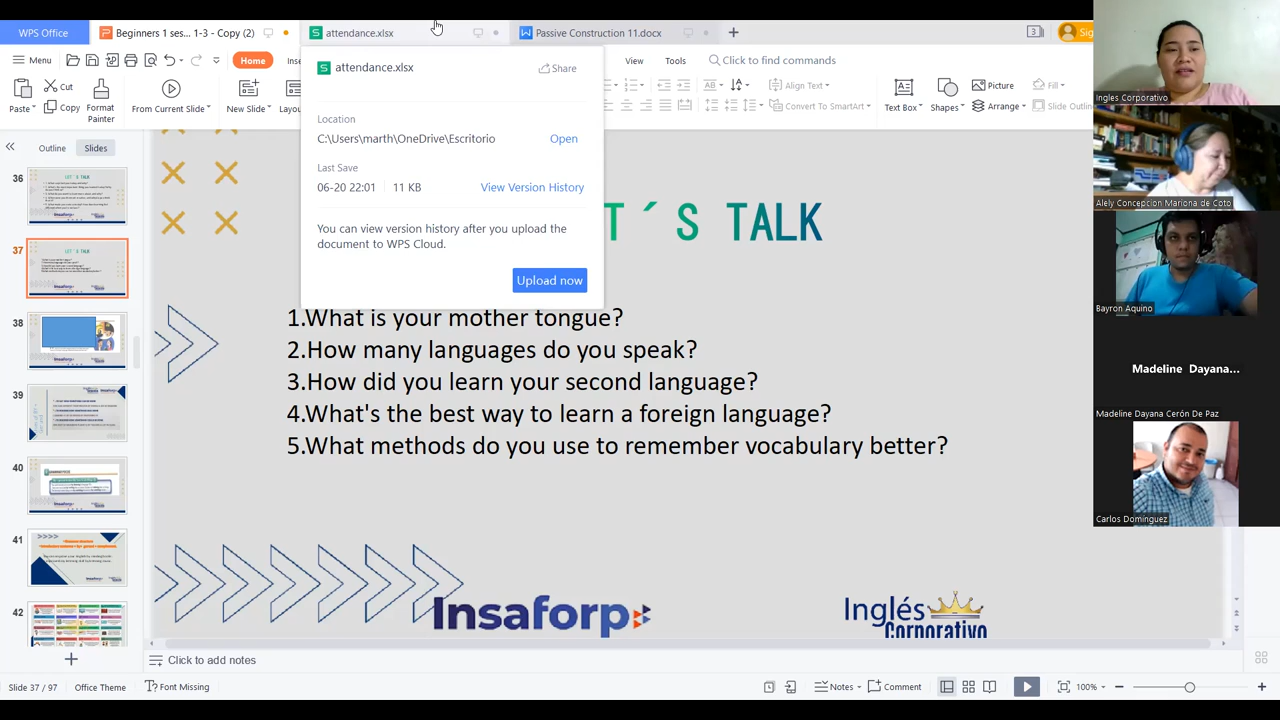 WPS Office
Beginners 1 ses... 1-3 - Copy (2)
attendance.xlsx
Passive Construction 11.docx
Menu
Home
View
Tools
Click to find commands
Paste
Cut
Copy
Format
Painter
From Current Slide
New Slide
Align Text
Convert To SmartArt
Text Box
Shapes
Picture
Arrange
Fill
attendance.xlsx
Share
Location
C:\Users\marth\OneDrive\Escritorio
Open
Last Save
06-20 22:01
11 KB
View Version History
You can view version history after you upload the
document to WPS Cloud.
Upload now
Outline
Slides
36
37
38
39
40
41
42
T´S TALK
1.What is your mother tongue?
2.How many languages do you speak?
3.How did you learn your second language?
4.What's the best way to learn a foreign language?
5.What methods do you use to remember vocabulary better?
Insaforp
Inglés
Corporativo
Click to add notes
Slide 37 / 97
Office Theme
Font Missing
Notes
Comment
100%
Ingles Corporativo
Alely Concepcion Mariona de Coto
Bayron Aquino
Madeline Dayana...
Madeline Dayana Cerón De Paz
Carlos Dominguez